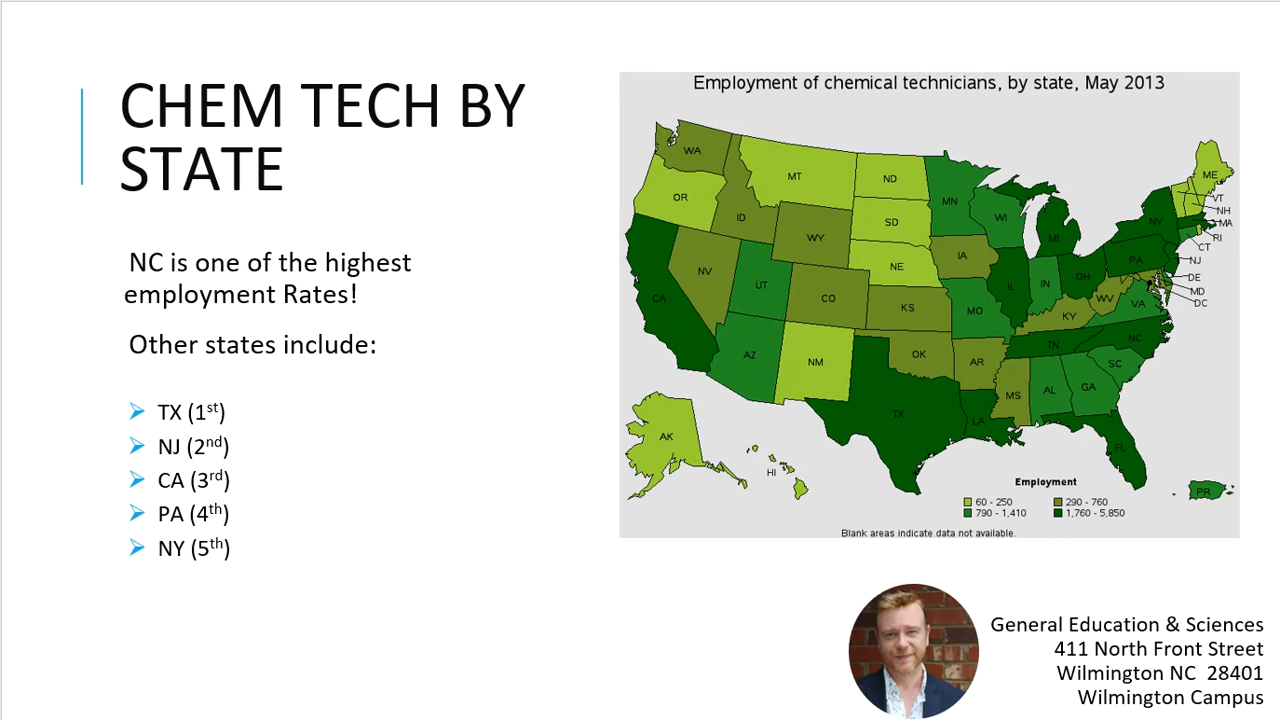 CHEM TECH BY
STATE
NC is one of the highest
employment Rates!
Other states include:
TX (1st)
NJ (2nd)
CA (3rd)
PA (4th)
NY (5th)
Employment of chemical technicians, by state, May 2013
WA
MT
ND
MN
ME
OR
ID
SD
WI
VT
NH
WY
MI
NY
MA
RI
CT
NV
NE
IA
PA
NJ
UT
CO
IL
IN
OH
DE
MD
DC
CA
KS
MO
KY
WV
VA
AZ
NM
OK
AR
TN
NC
SC
MS
AL
GA
TX
LA
FL
AK
HI
PR
Employment
60 - 250
290 - 760
790 - 1,410
1,760 - 5,850
Blank areas indicate data not available.
General Education & Sciences
411 North Front Street
Wilmington NC 28401
Wilmington Campus